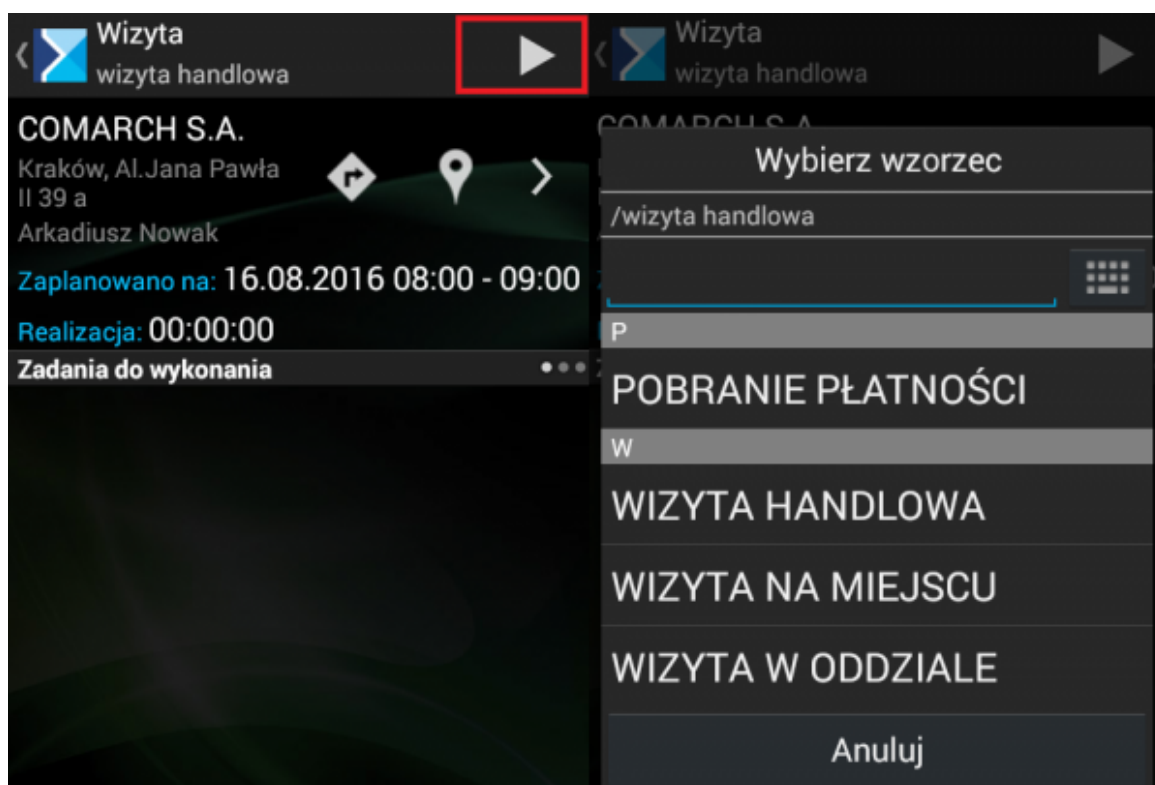 Wizyta
wizyta handlowa
COMARCH S.A.
Kraków, Al.Jana Pawła
II 39 a
Arkadiusz Nowak
Zaplanowano na: 16.08.2016 08:00 - 09:00
Realizacja: 00:00:00
Zadania do wykonania
Wizyta
wizyta handlowa
COMARCH S.A.
Wybierz wzorzec
/wizyta handlowa
P
POBRANIE PŁATNOŚCI
W
WIZYTA HANDLOWA
WIZYTA NA MIEJSCU
WIZYTA W ODDZIALE
Anuluj